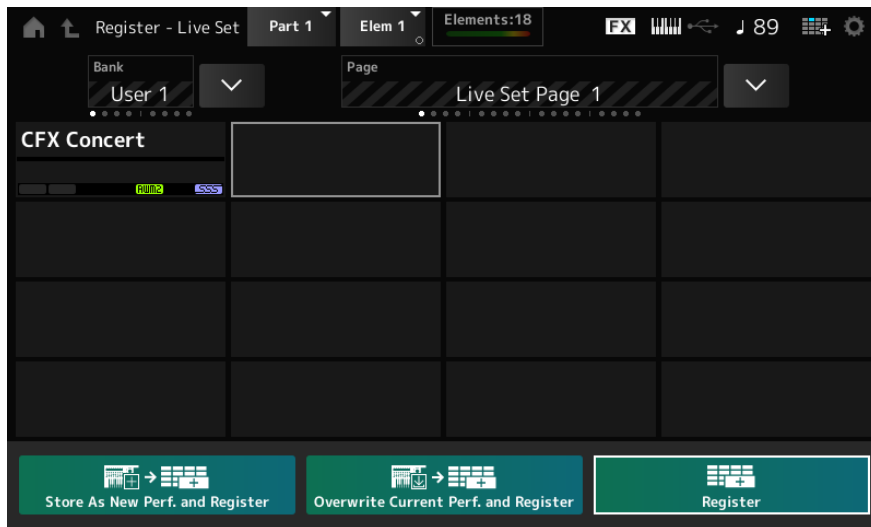 Register - Live Set
Part 1
Elem 1
Elements:18
FX
89
Bank
User 1
Page
Live Set Page 1
CFX Concert
AWM2
SSS
Store As New Perf. and Register
Overwrite Current Perf. and Register
Register